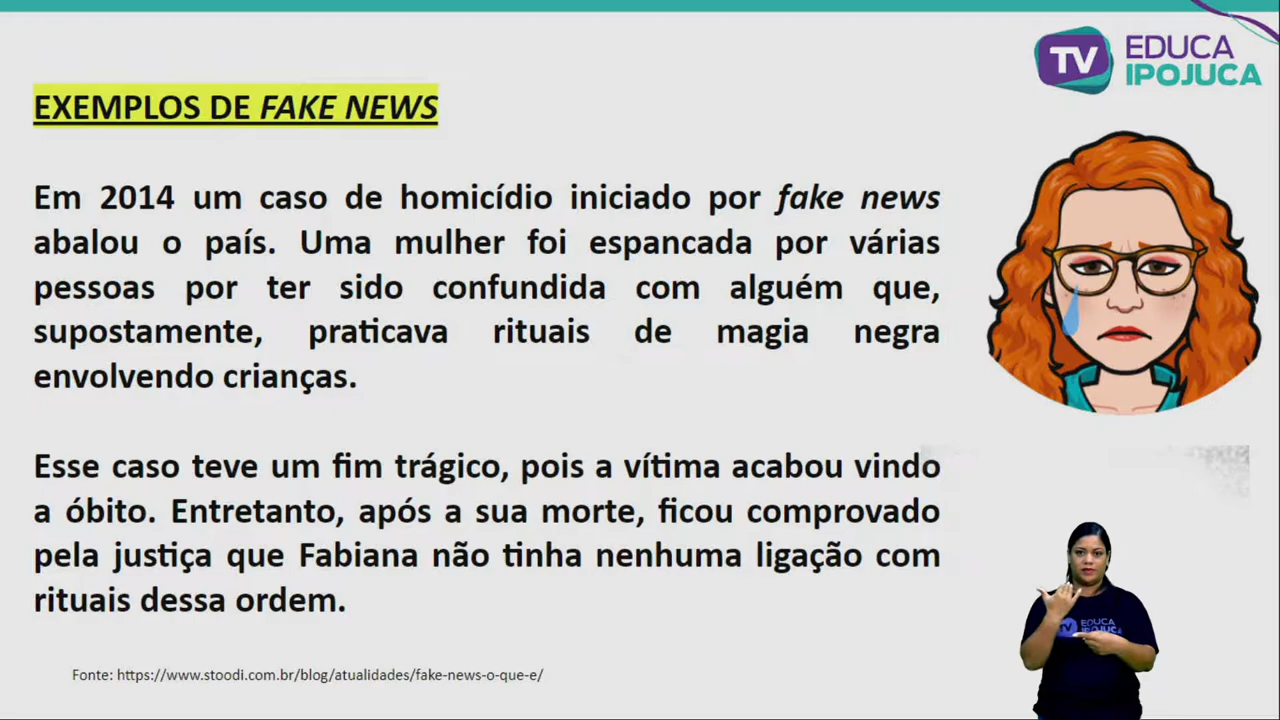 TV EDUCA
IPOJUCA
EXEMPLOS DE FAKE NEWS
Em 2014 um caso de homicídio iniciado por fake news
abalou o país. Uma mulher foi espancada por várias
pessoas por ter sido confundida com alguém que,
supostamente, praticava rituais de magia negra
envolvendo crianças.
Esse caso teve um fim trágico, pois a vítima acabou vindo
a óbito. Entretanto, após a sua morte, ficou comprovado
pela justiça que Fabiana não tinha nenhuma ligação com
rituais dessa ordem.
TV EDUCA
IPOJUCA
Fonte: https://www.stoodi.com.br/blog/atualidades/fake-news-o-que-e/